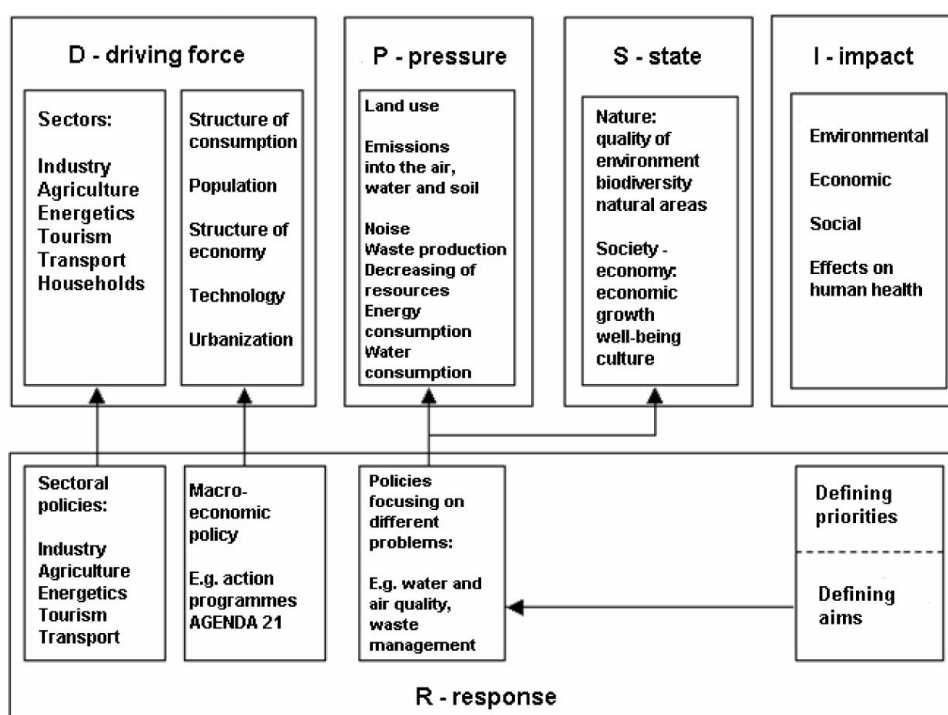 D - driving force
Sectors:
Industry
Agriculture
Energetics
Tourism
Transport
Households
Structure of
consumption
Population
Structure of
economy
Technology
Urbanization
P - pressure
Land use
Emissions
into the air,
water and soil
Noise
Waste production
Decreasing of
resources
Energy
consumption
Water
consumption
S - state
Nature:
quality of
environment
biodiversity
natural areas
Society -
economy:
economic
growth
well-being
culture
I - impact
Environmental
Economic
Social
Effects on
human health
Sectoral
policies:
Industry
Agriculture
Energetics
Tourism
Transport
Macro-
economic
policy
E.g. action
programmes
AGENDA 21
Policies
focusing on
different
problems:
E.g. water and
air quality,
waste
management
Defining
priorities
Defining
aims
R - response